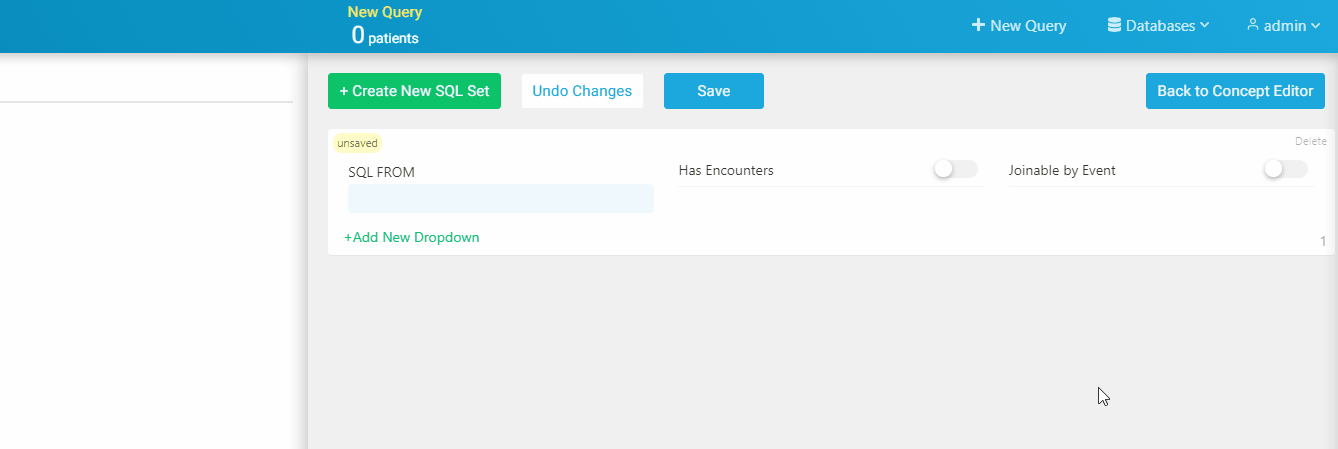 New Query
0 patients
+ New Query
Databases
admin
+ Create New SQL Set
Undo Changes
Save
Back to Concept Editor
unsaved
Delete
SQL FROM
Has Encounters
Joinable by Event
+Add New Dropdown
1